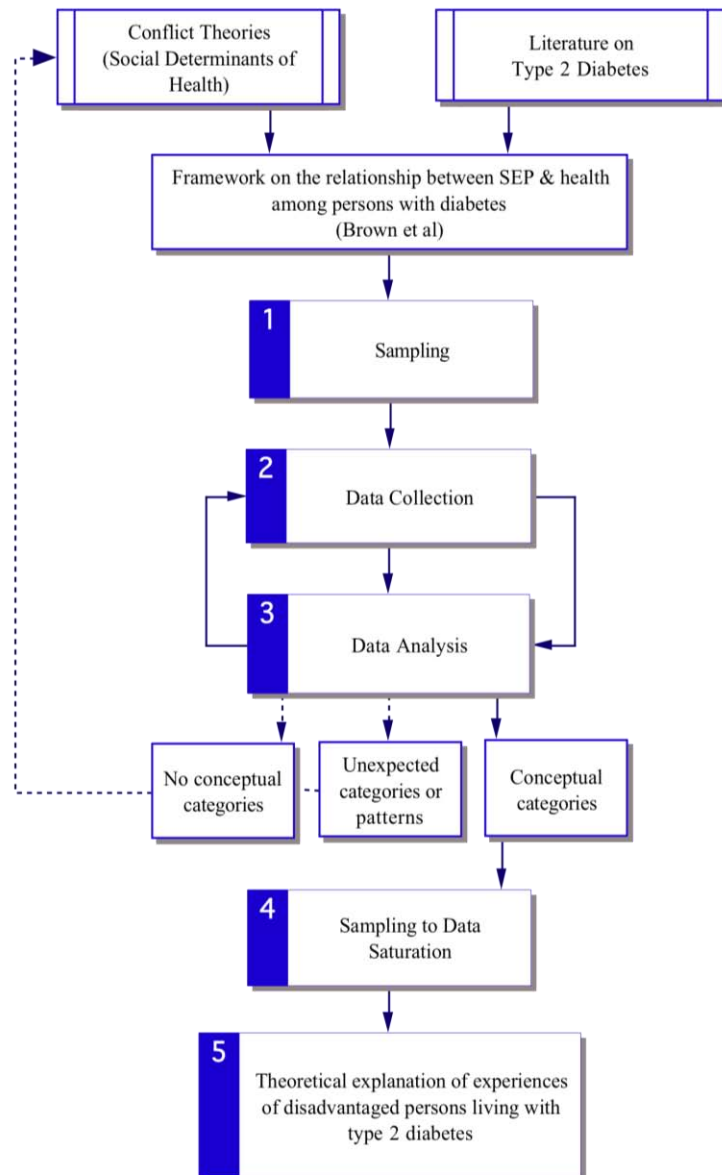 Conflict Theories
(Social Determinants of
Health)
Literature on
Type 2 Diabetes
Framework on the relationship between SEP & health
among persons with diabetes
(Brown et al)
1
Sampling
2
Data Collection
3
Data Analysis
No conceptual
categories
Unexpected
categories or
patterns
Conceptual
categories
4
Sampling to Data
Saturation
5
Theoretical explanation of experiences
of disadvantaged persons living with
type 2 diabetes